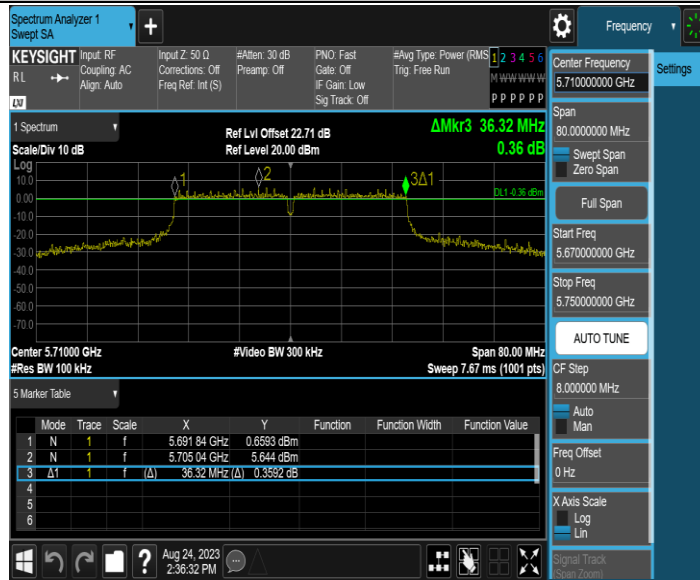 Spectrum Analyzer 1
Swept SA
+
Frequency
KEYSIGHT
RL
LXI
Input: RF
Coupling: AC
Align: Auto
Input Z: 50 Ω
Corrections: Off
Freq Ref: Int (S)
#Atten: 30 dB
Preamp: Off
PNO: Fast
Gate: Off
IF Gain: Low
Sig Track: Off
#Avg Type: Power (RMS
Trig: Free Run
1 2 3 4 5 6
M W W W W W
P P P P P P
Center Frequency
5.710000000 GHz
Settings
Span
80.0000000 MHz
Swept Span
Zero Span
Full Span
Start Freq
5.670000000 GHz
Stop Freq
5.750000000 GHz
AUTO TUNE
CF Step
8.000000 MHz
Auto
Man
Freq Offset
0 Hz
X Axis Scale
Log
Lin
Signal Track
(Span Zoom)
1 Spectrum
Scale/Div 10 dB
Ref Lvl Offset 22.71 dB
Ref Level 20.00 dBm
ΔMkr3 36.32 MHz
0.36 dB
Log
10.0
0.00
-10.0
-20.0
-30.0
-40.0
-50.0
-60.0
-70.0
1
2
3Δ1
DL1 -0.36 dBm
Center 5.71000 GHz
#Video BW 300 kHz
Span 80.00 MHz
#Res BW 100 kHz
Sweep 7.67 ms (1001 pts)
5 Marker Table
Mode Trace Scale X Y Function Function Width Function Value
1 N 1 f 5.691 84 GHz 0.6593 dBm
2 N 1 f 5.705 04 GHz 5.644 dBm
3 Δ1 1 f (Δ) 36.32 MHz (Δ) 0.3592 dB
4
5
6
?
Aug 24, 2023
2:36:32 PM